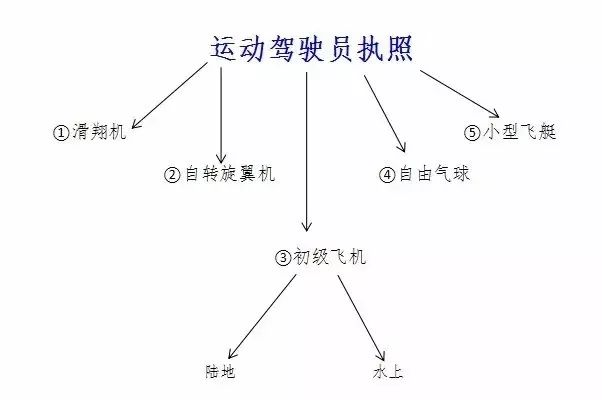 运动驾驶员执照
①滑翔机
⑤小型飞艇
②自转旋翼机
④自由气球
③初级飞机
陆地
水上